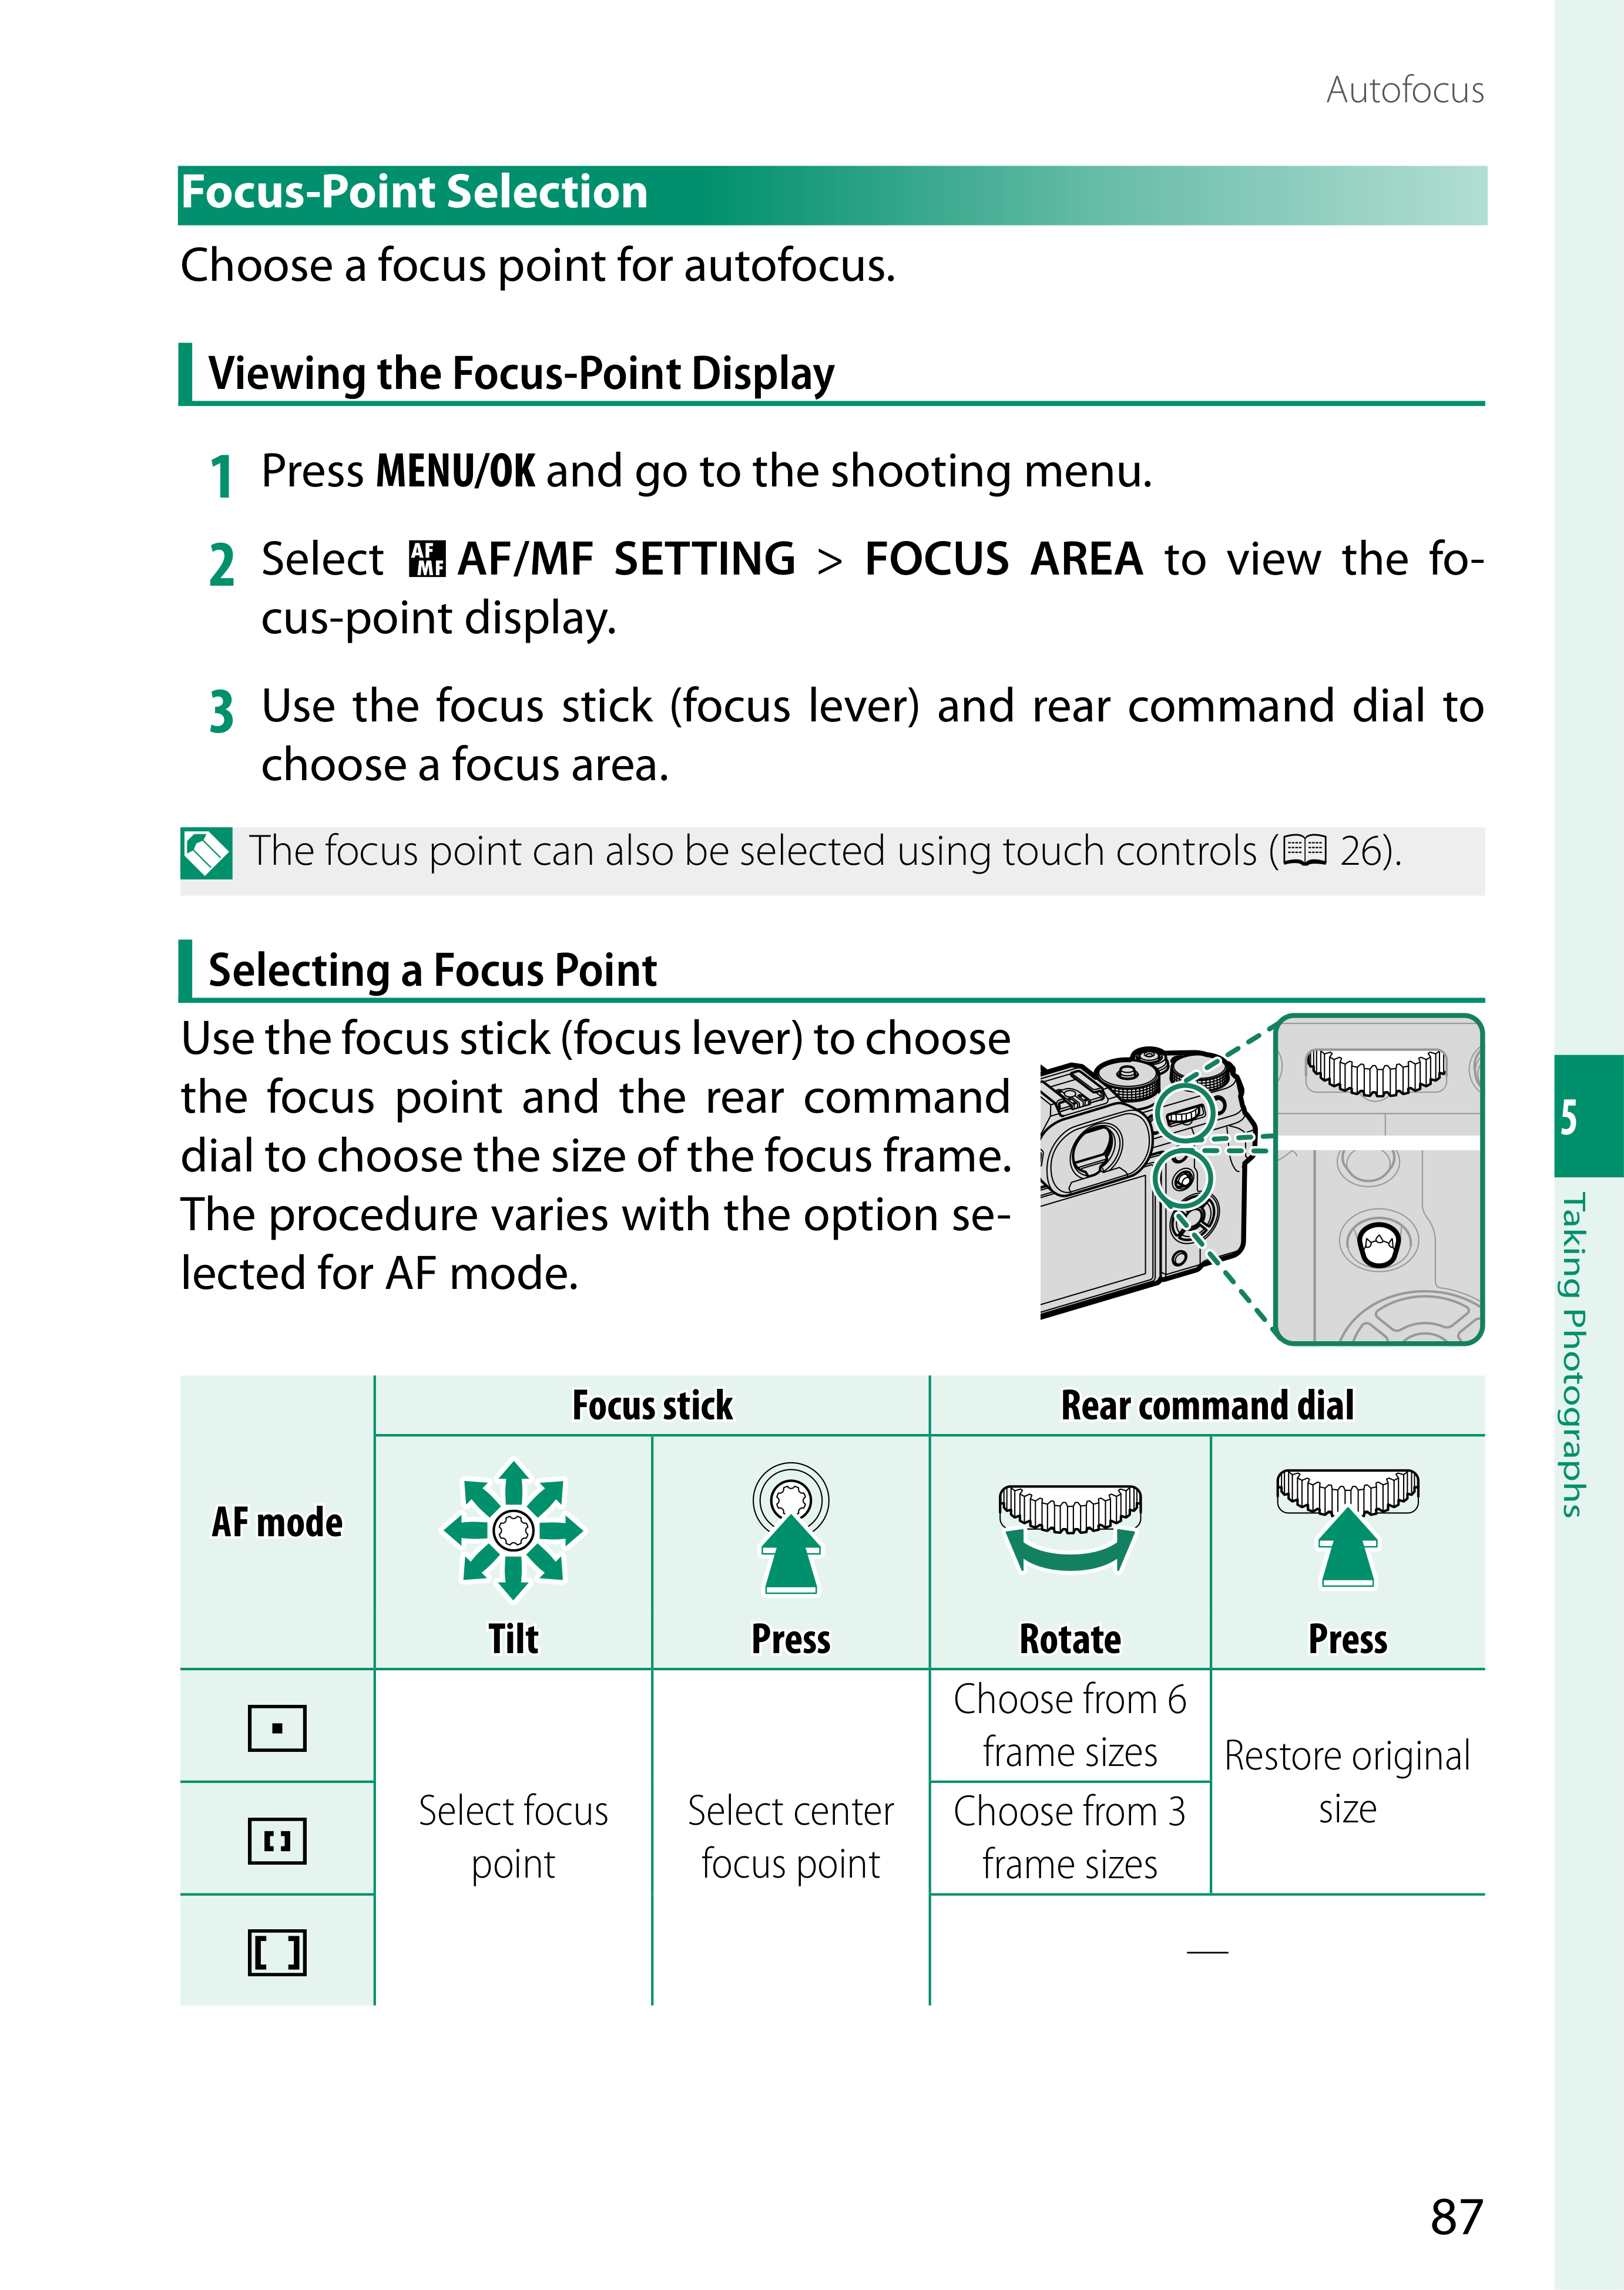 Autofocus
Focus-Point Selection
Choose a focus point for autofocus.
Viewing the Focus-Point Display
1 Press MENU/OK and go to the shooting menu.
2 Select AF MF AF/MF SETTING > FOCUS AREA to view the fo-
cus-point display.
3 Use the focus stick (focus lever) and rear command dial to
choose a focus area.
The focus point can also be selected using touch controls (26).
Selecting a Focus Point
Use the focus stick (focus lever) to choose
the focus point and the rear command
dial to choose the size of the focus frame.
The procedure varies with the option se-
lected for AF mode.
AF mode
Focus stick
Rear command dial
Tilt
Press
Rotate
Press
Select focus
point
Select center
focus point
Choose from 6
frame sizes
Choose from 3
frame sizes
Restore original
size
—
5
Taking Photographs
87